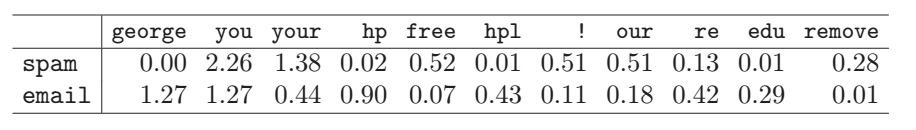 george you your hp free hpl ! our re edu remove
spam 0.00 2.26 1.38 0.02 0.52 0.01 0.51 0.51 0.13 0.01 0.28
email 1.27 1.27 0.44 0.90 0.07 0.43 0.11 0.18 0.42 0.29 0.01